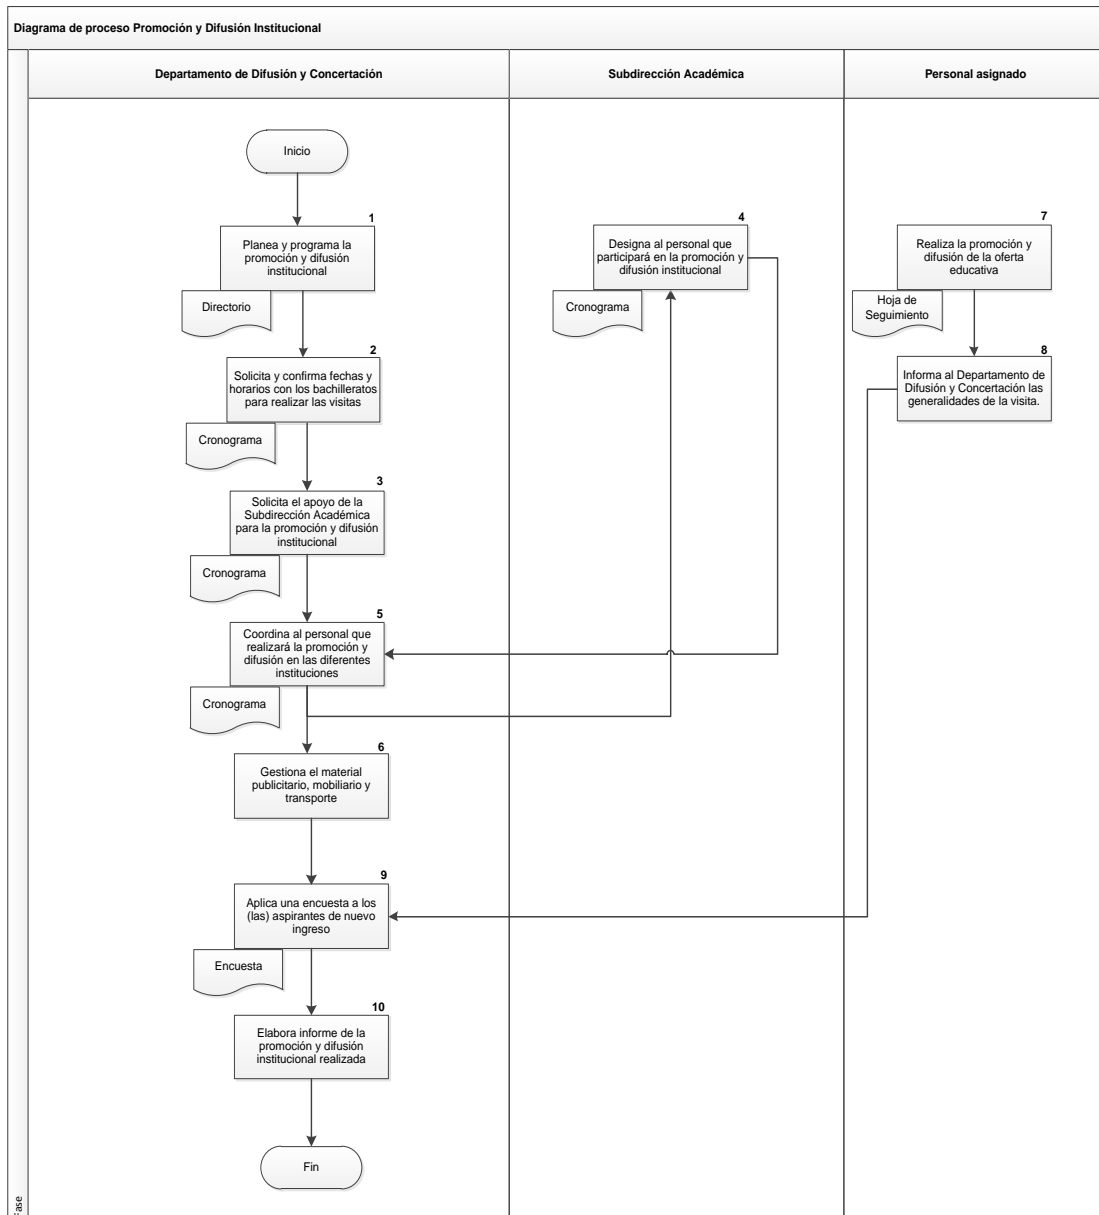 Diagrama de proceso Promoción y Difusión Institucional
Departamento de Difusión y Concertación
Subdirección Académica
Personal asignado
Inicio
1
Planea y programa la
promoción y difusión
institucional
Directorio
2
Solicita y confirma fechas y
horarios con los bachilleratos
para realizar las visitas
Cronograma
3
Solicita el apoyo de la
Subdirección Académica
para la promoción y difusión
institucional
Cronograma
4
Designa al personal que
participará en la promoción y
difusión institucional
Cronograma
5
Coordina al personal que
realizará la promoción y
difusión en las diferentes
instituciones
Cronograma
6
Gestiona el material
publicitario, mobiliario y
transporte
7
Realiza la promoción y
difusión de la oferta
educativa
Hoja de
Seguimiento
8
Informa al Departamento de
Difusión y Concertación las
generalidades de la visita.
9
Aplica una encuesta a los
(las) aspirantes de nuevo
ingreso
Encuesta
10
Elabora informe de la
promoción y difusión
institucional realizada
Fin
Fase